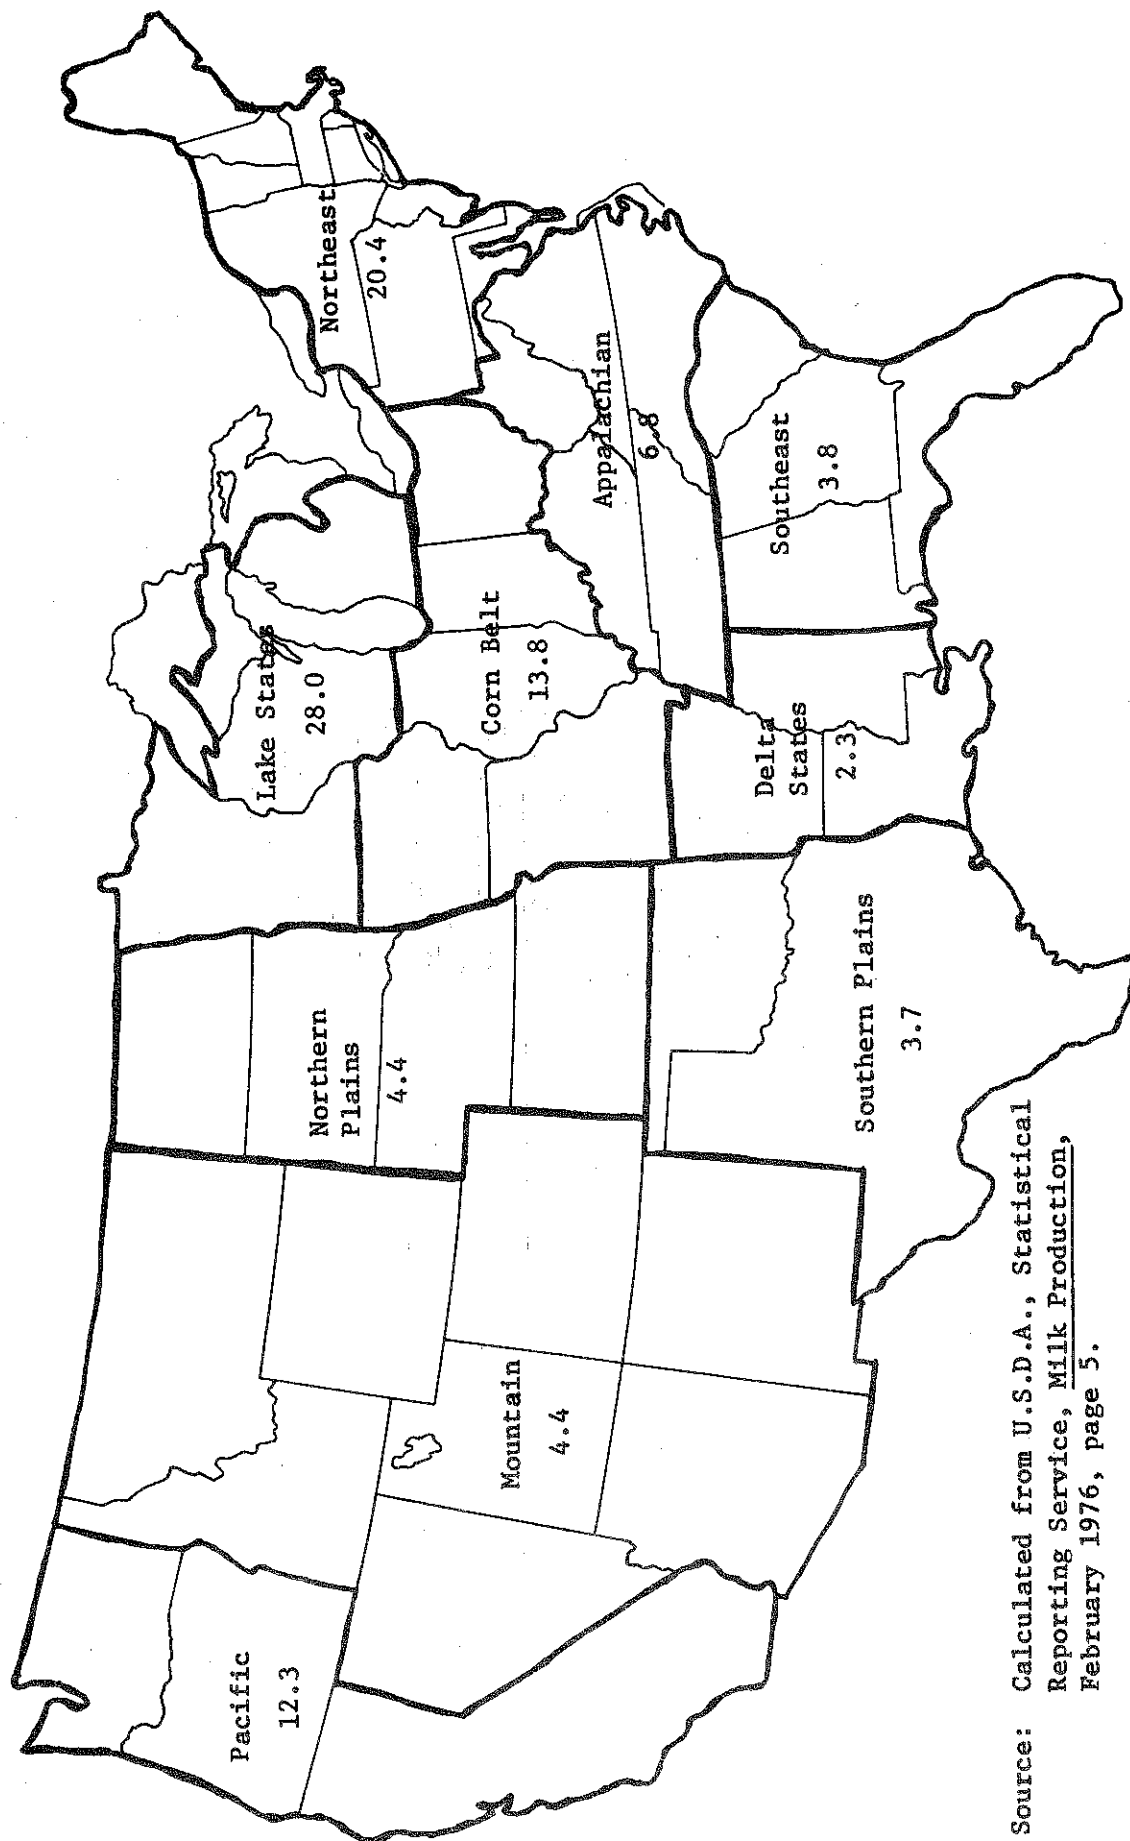 Pacific
12.3
Mountain
4.4
Northern
Plains
4.4
Southern Plains
3.7
Lake States
28.0
Corn Belt
13.8
Delta
States
2.3
Northeast
20.4
Appalachian
6.8
Southeast
3.8
Source: Calculated from U.S.D.A., Statistical
Reporting Service, Milk Production,
February 1976, page 5.